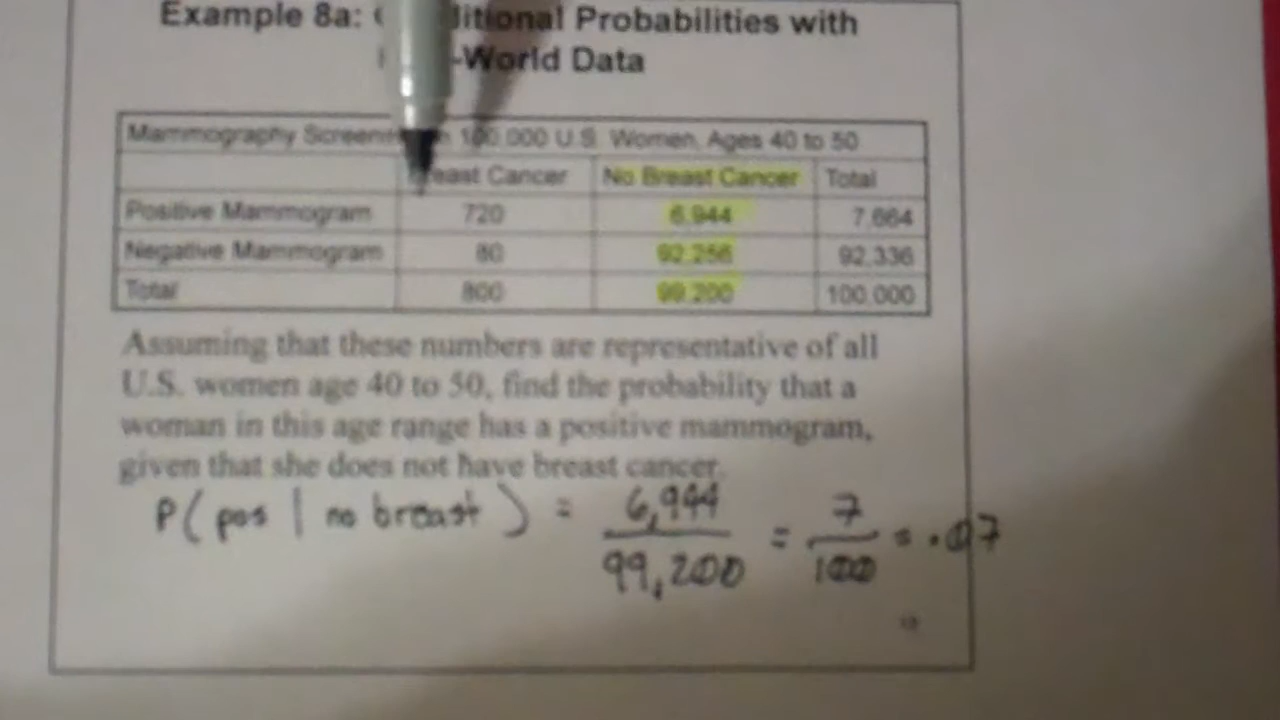 Example 8a: ditional Probabilities with
-World Data
Mammography Screen 100,000 U.S. Women, Ages 40 to 50
Breast Cancer No Breast Cancer Total
Positive Mammogram 720 6,944 7,664
Negative Mammogram 80 92,256 92,336
Total 800 99,200 100,000
Assuming that these numbers are representative of all
U.S. women age 40 to 50, find the probability that a
woman in this age range has a positive mammogram,
given that she does not have breast cancer.
P( pos | no breast ) = 6,944 / 99,200 = 7 / 100 = .07